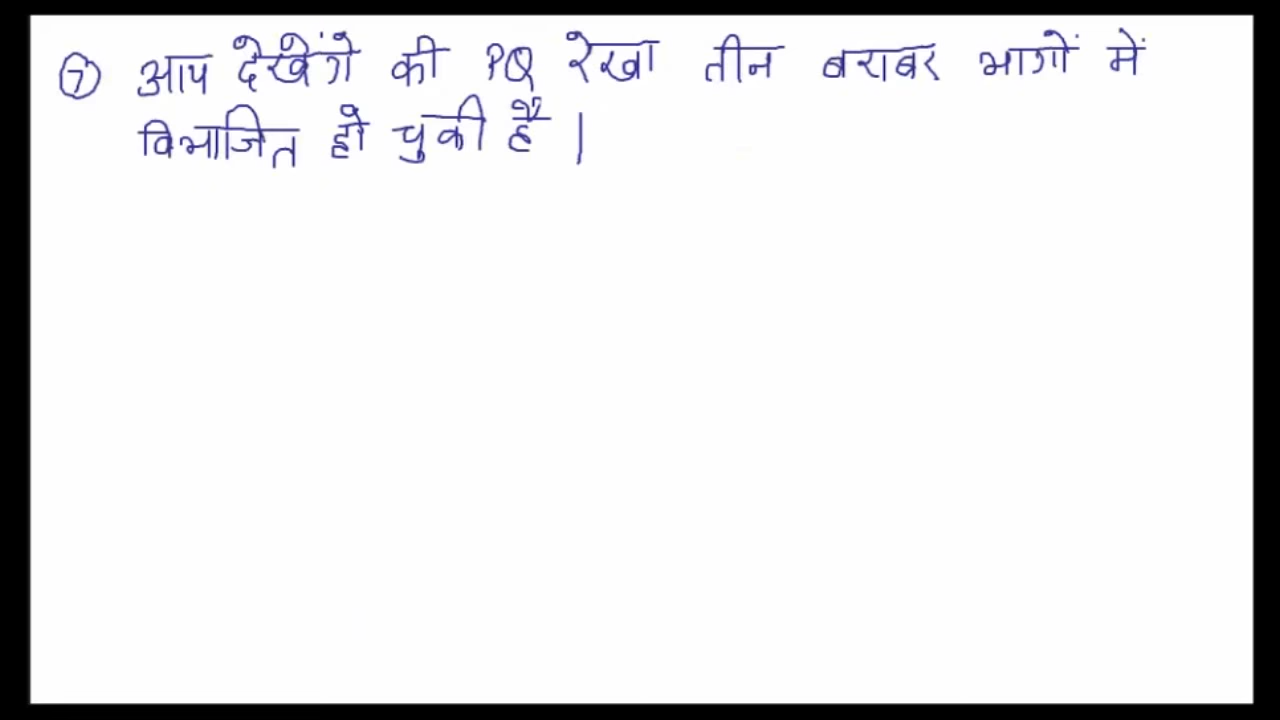 ⑦ आप देखेंगे की PQ रेखा तीन बराबर भागों में
विभाजित हो चुकी है |